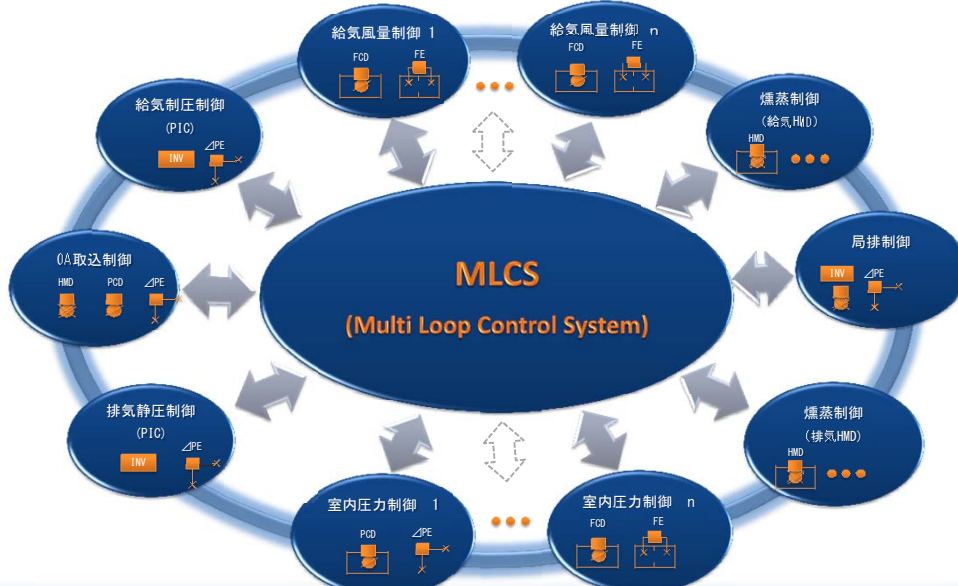 給気風量制御 1
FCD
FE
給気風量制御 n
FCD
FE
給気制圧制御
(PIC)
INV
⊿PE
燻蒸制御
(給気HMD)
HMD
OA取込制御
HMD
PCD
⊿PE
MLCS
(Multi Loop Control System)
局排制御
INV
⊿PE
排気静圧制御
(PIC)
INV
⊿PE
燻蒸制御
(排気HMD)
HMD
室内圧力制御 1
PCD
⊿PE
室内圧力制御 n
FCD
FE